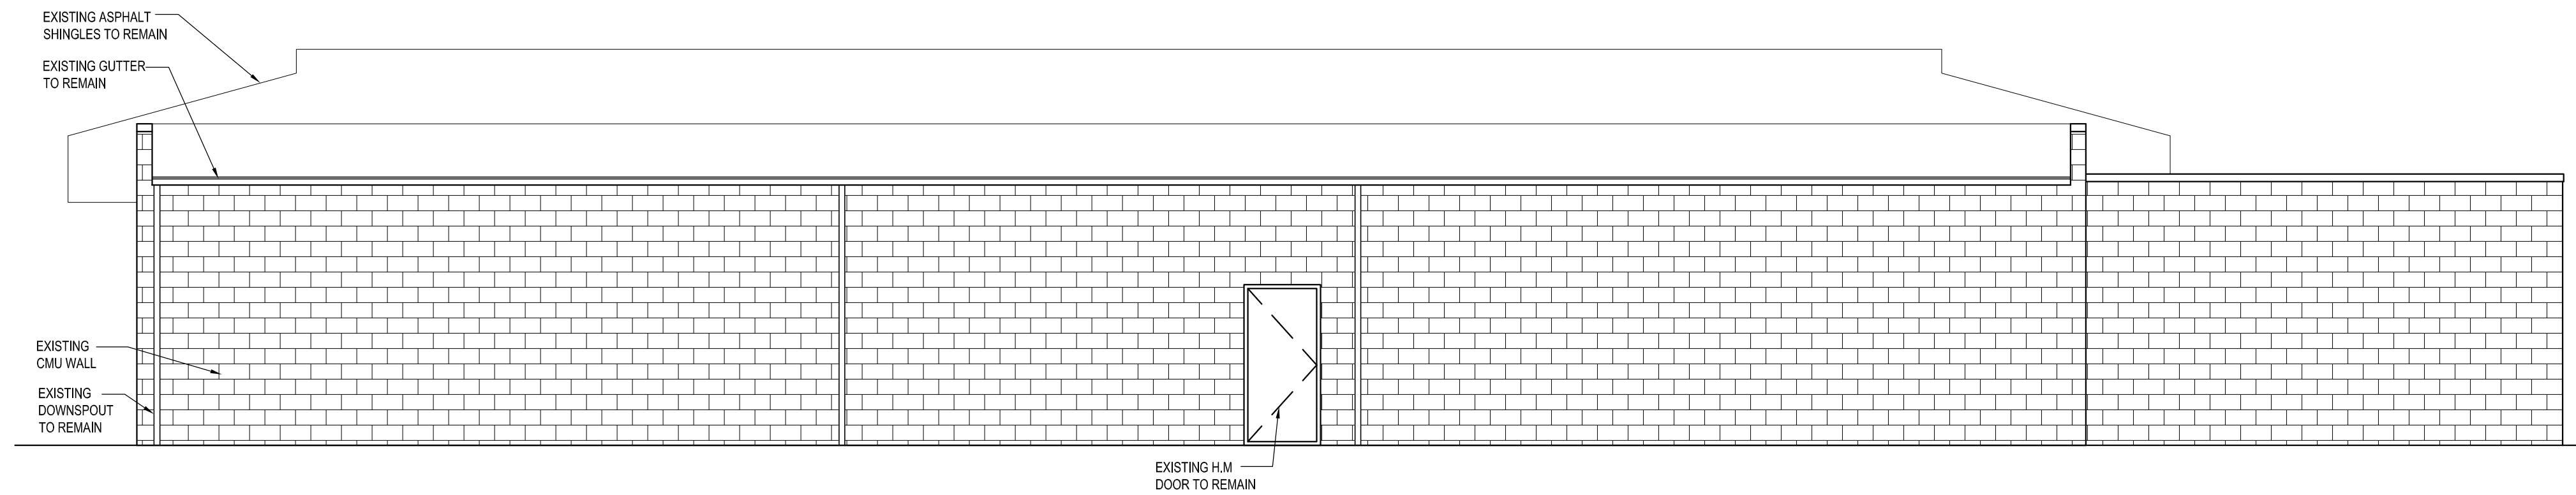 EXISTING ASPHALT
SHINGLES TO REMAIN
EXISTING GUTTER
TO REMAIN
EXISTING
CMU WALL
EXISTING
DOWNSPOUT
TO REMAIN
EXISTING H.M
DOOR TO REMAIN